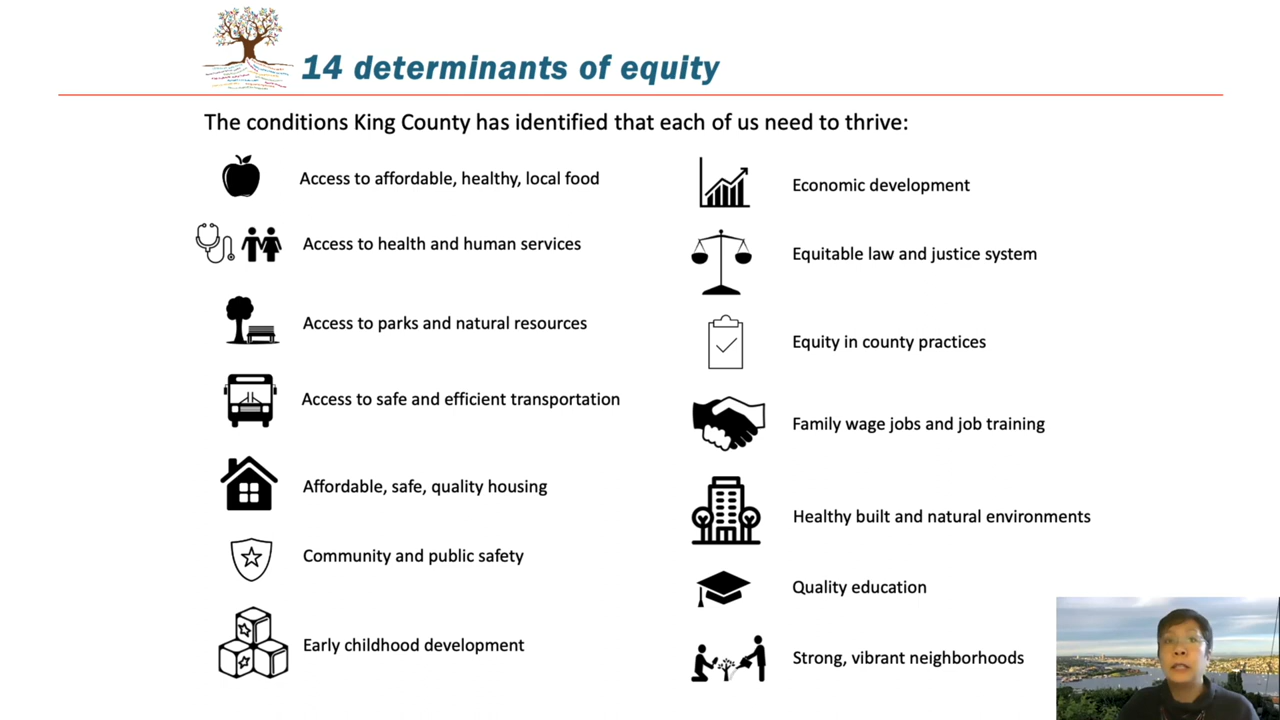 14 determinants of equity
The conditions King County has identified that each of us need to thrive:
Access to affordable, healthy, local food
Access to health and human services
Access to parks and natural resources
Access to safe and efficient transportation
Affordable, safe, quality housing
Community and public safety
Early childhood development
Economic development
Equitable law and justice system
Equity in county practices
Family wage jobs and job training
Healthy built and natural environments
Quality education
Strong, vibrant neighborhoods